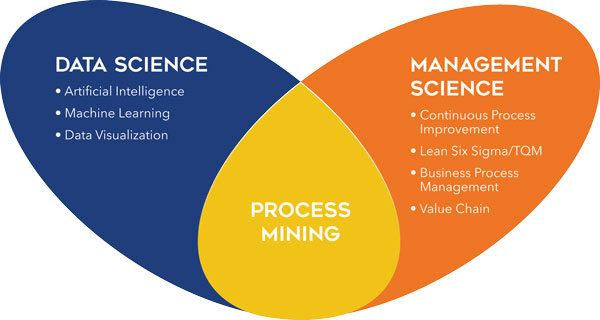 DATA SCIENCE
• Artificial Intelligence
• Machine Learning
• Data Visualization
MANAGEMENT
SCIENCE
• Continuous Process
Improvement
• Lean Six Sigma/TQM
• Business Process
Management
• Value Chain
PROCESS
MINING